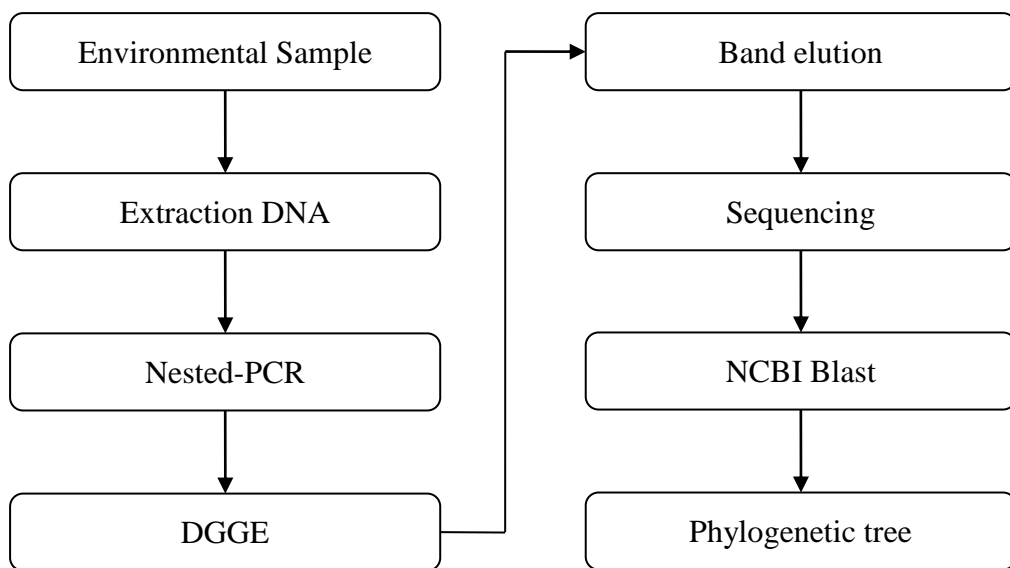 Environmental Sample
Extraction DNA
Nested-PCR
DGGE
Band elution
Sequencing
NCBI Blast
Phylogenetic tree